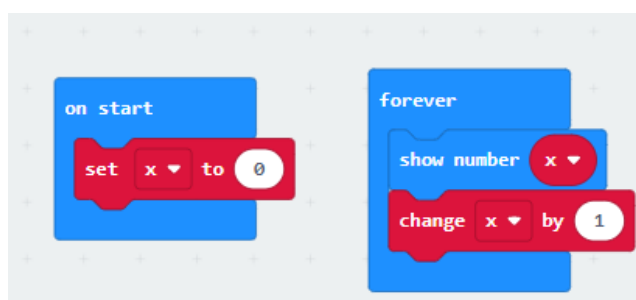 on start
set x to 0
forever
show number x
change x by 1